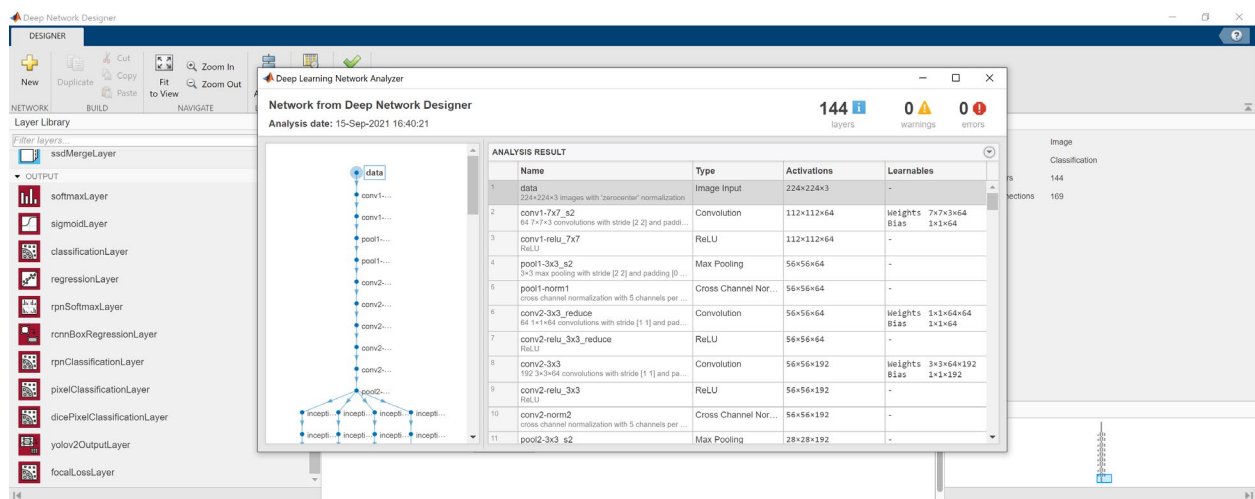 Deep Network Designer
DESIGNER
New
Duplicate
Cut
Copy
Paste
Fit
to View
Zoom In
Zoom Out
NETWORK
BUILD
NAVIGATE
Layer Library
Filter layers...
ssdMergeLayer
OUTPUT
softmaxLayer
sigmoidLayer
classificationLayer
regressionLayer
rpnSoftmaxLayer
rcnnBoxRegressionLayer
rpnClassificationLayer
pixelClassificationLayer
dicePixelClassificationLayer
yolov2OutputLayer
focalLossLayer
Deep Learning Network Analyzer
Network from Deep Network Designer
Analysis date: 15-Sep-2021 16:40:21
144 i
layers
0
warnings
0
errors
data
conv1-...
conv1-...
pool1-...
pool1-...
conv2-...
conv2-...
conv2-...
conv2-...
conv2-...
pool2-...
incepti... incepti... incepti... incepti...
incepti... incepti... incepti... incepti...
ANALYSIS RESULT
Name Type Activations Learnables
1 data Image Input 224×224×3 -
224×224×3 images with 'zerocenter' normalization
2 conv1-7x7_s2 Convolution 112×112×64 Weights 7×7×3×64
64 7×7×3 convolutions with stride [2 2] and paddi... Bias 1×1×64
3 conv1-relu_7x7 ReLU 112×112×64 -
ReLU
4 pool1-3x3_s2 Max Pooling 56×56×64 -
3×3 max pooling with stride [2 2] and padding [0 ...
5 pool1-norm1 Cross Channel Nor... 56×56×64 -
cross channel normalization with 5 channels per ...
6 conv2-3x3_reduce Convolution 56×56×64 Weights 1×1×64×64
64 1×1×64 convolutions with stride [1 1] and pad... Bias 1×1×64
7 conv2-relu_3x3_reduce ReLU 56×56×64 -
ReLU
8 conv2-3x3 Convolution 56×56×192 Weights 3×3×64×192
192 3×3×64 convolutions with stride [1 1] and pa... Bias 1×1×192
9 conv2-relu_3x3 ReLU 56×56×192 -
ReLU
10 conv2-norm2 Cross Channel Nor... 56×56×192 -
cross channel normalization with 5 channels per ...
11 pool2-3x3_s2 Max Pooling 28×28×192 -
Image
Classification
144
169